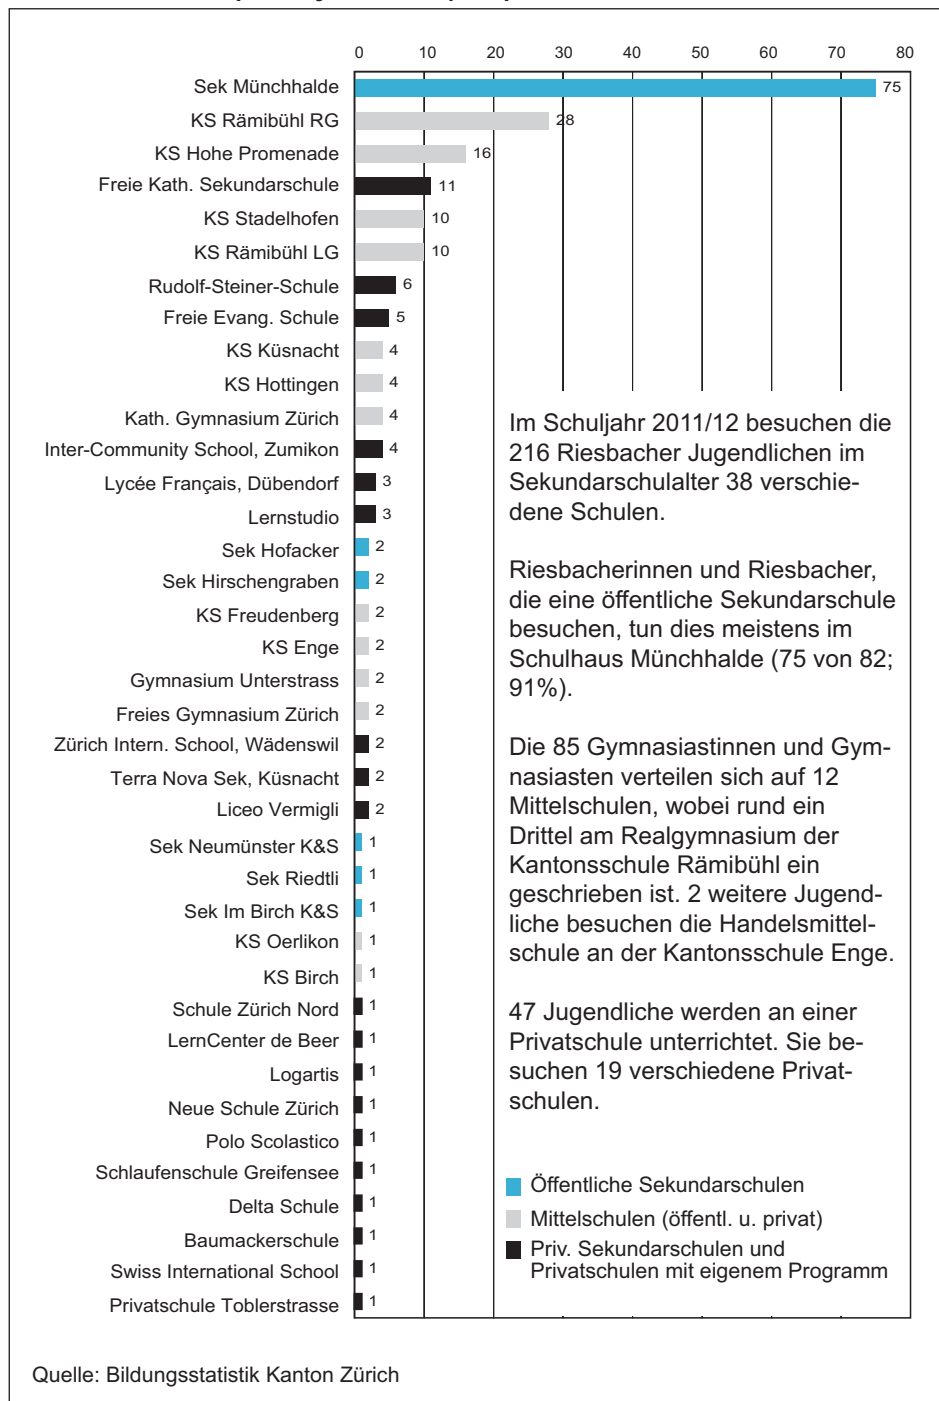 0 10 20 30 40 50 60 70 80
Sek Münchhalde 75
KS Rämibühl RG 28
KS Hohe Promenade 16
Freie Kath. Sekundarschule 11
KS Stadelhofen 10
KS Rämibühl LG 10
Rudolf-Steiner-Schule 6
Freie Evang. Schule 5
KS Küsnacht 4
KS Hottingen 4
Kath. Gymnasium Zürich 4
Inter-Community School, Zumikon 4
Lycée Français, Dübendorf 3
Lernstudio 3
Sek Hofacker 2
Sek Hirschengraben 2
KS Freudenberg 2
KS Enge 2
Gymnasium Unterstrass 2
Freies Gymnasium Zürich 2
Zürich Intern. School, Wädenswil 2
Terra Nova Sek, Küsnacht 2
Liceo Vermigli 2
Sek Neumünster K&S 1
Sek Riedtli 1
Sek Im Birch K&S 1
KS Oerlikon 1
KS Birch 1
Schule Zürich Nord 1
LernCenter de Beer 1
Logartis 1
Neue Schule Zürich 1
Polo Scolastico 1
Schlaufenschule Greifensee 1
Delta Schule 1
Baumackerschule 1
Swiss International School 1
Privatschule Toblerstrasse 1
Im Schuljahr 2011/12 besuchen die
216 Riesbacher Jugendlichen im
Sekundarschulalter 38 verschie-
dene Schulen.
Riesbacherinnen und Riesbacher,
die eine öffentliche Sekundarschule
besuchen, tun dies meistens im
Schulhaus Münchhalde (75 von 82;
91%).
Die 85 Gymnasiastinnen und Gym-
nasiasten verteilen sich auf 12
Mittelschulen, wobei rund ein
Drittel am Realgymnasium der
Kantonsschule Rämibühl ein
geschrieben ist. 2 weitere Jugend-
liche besuchen die Handelsmittel-
schule an der Kantonsschule Enge.
47 Jugendliche werden an einer
Privatschule unterrichtet. Sie be-
suchen 19 verschiedene Privat-
schulen.
Öffentliche Sekundarschulen
Mittelschulen (öffentl. u. privat)
Priv. Sekundarschulen und
Privatschulen mit eigenem Programm
Quelle: Bildungsstatistik Kanton Zürich